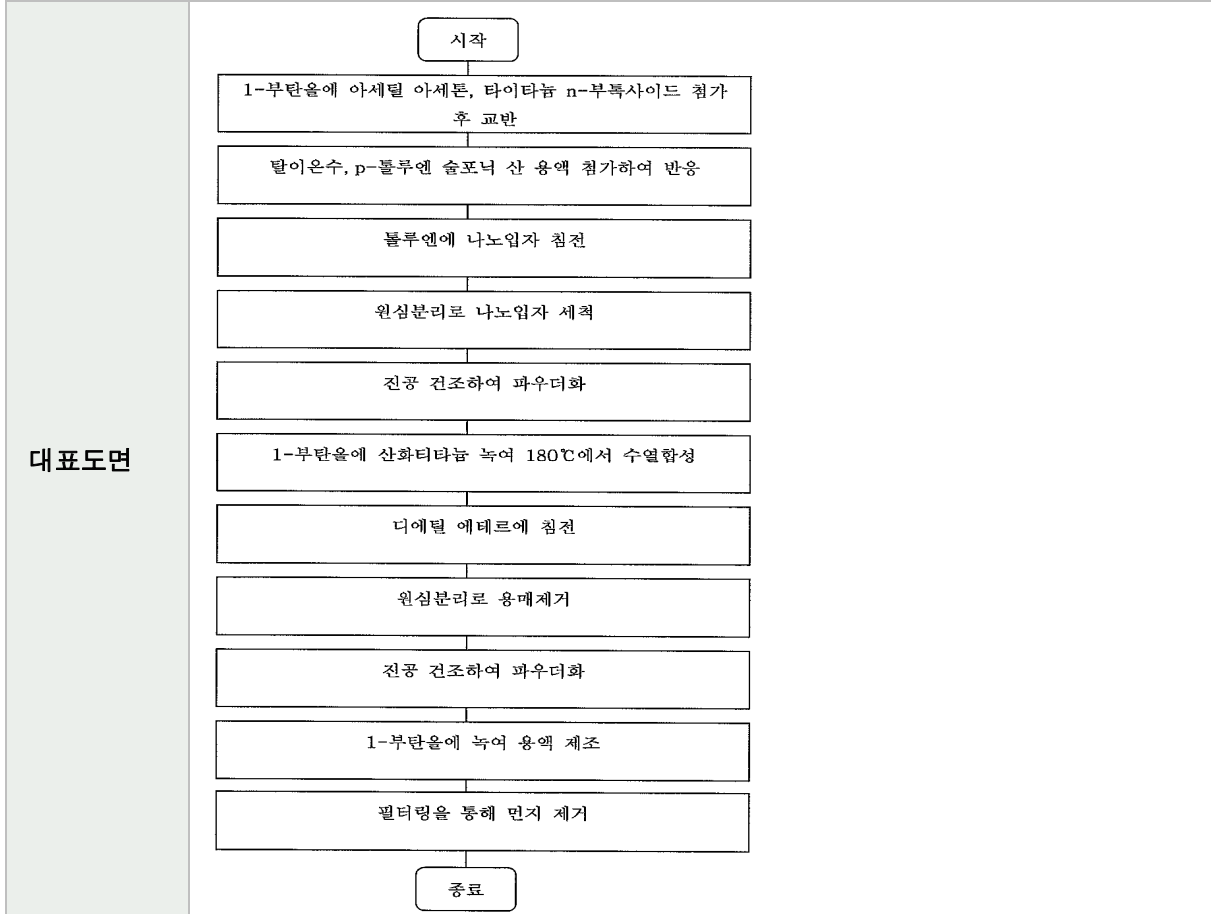 시작
1-부탄올에 아세틸 아세톤, 타이타늄 n-부톡사이드 첨가
후 교반
탈이온수, p-톨루엔 술포닉 산 용액 첨가하여 반응
톨루엔에 나노입자 침전
원심분리로 나노입자 세척
진공 건조하여 파우더화
대표도면
1-부탄올에 산화티타늄 녹여 180℃에서 수열합성
디에틸 에테르에 침전
원심분리로 용매제거
진공 건조하여 파우더화
1-부탄올에 녹여 용액 제조
필터링을 통해 먼지 제거
종료